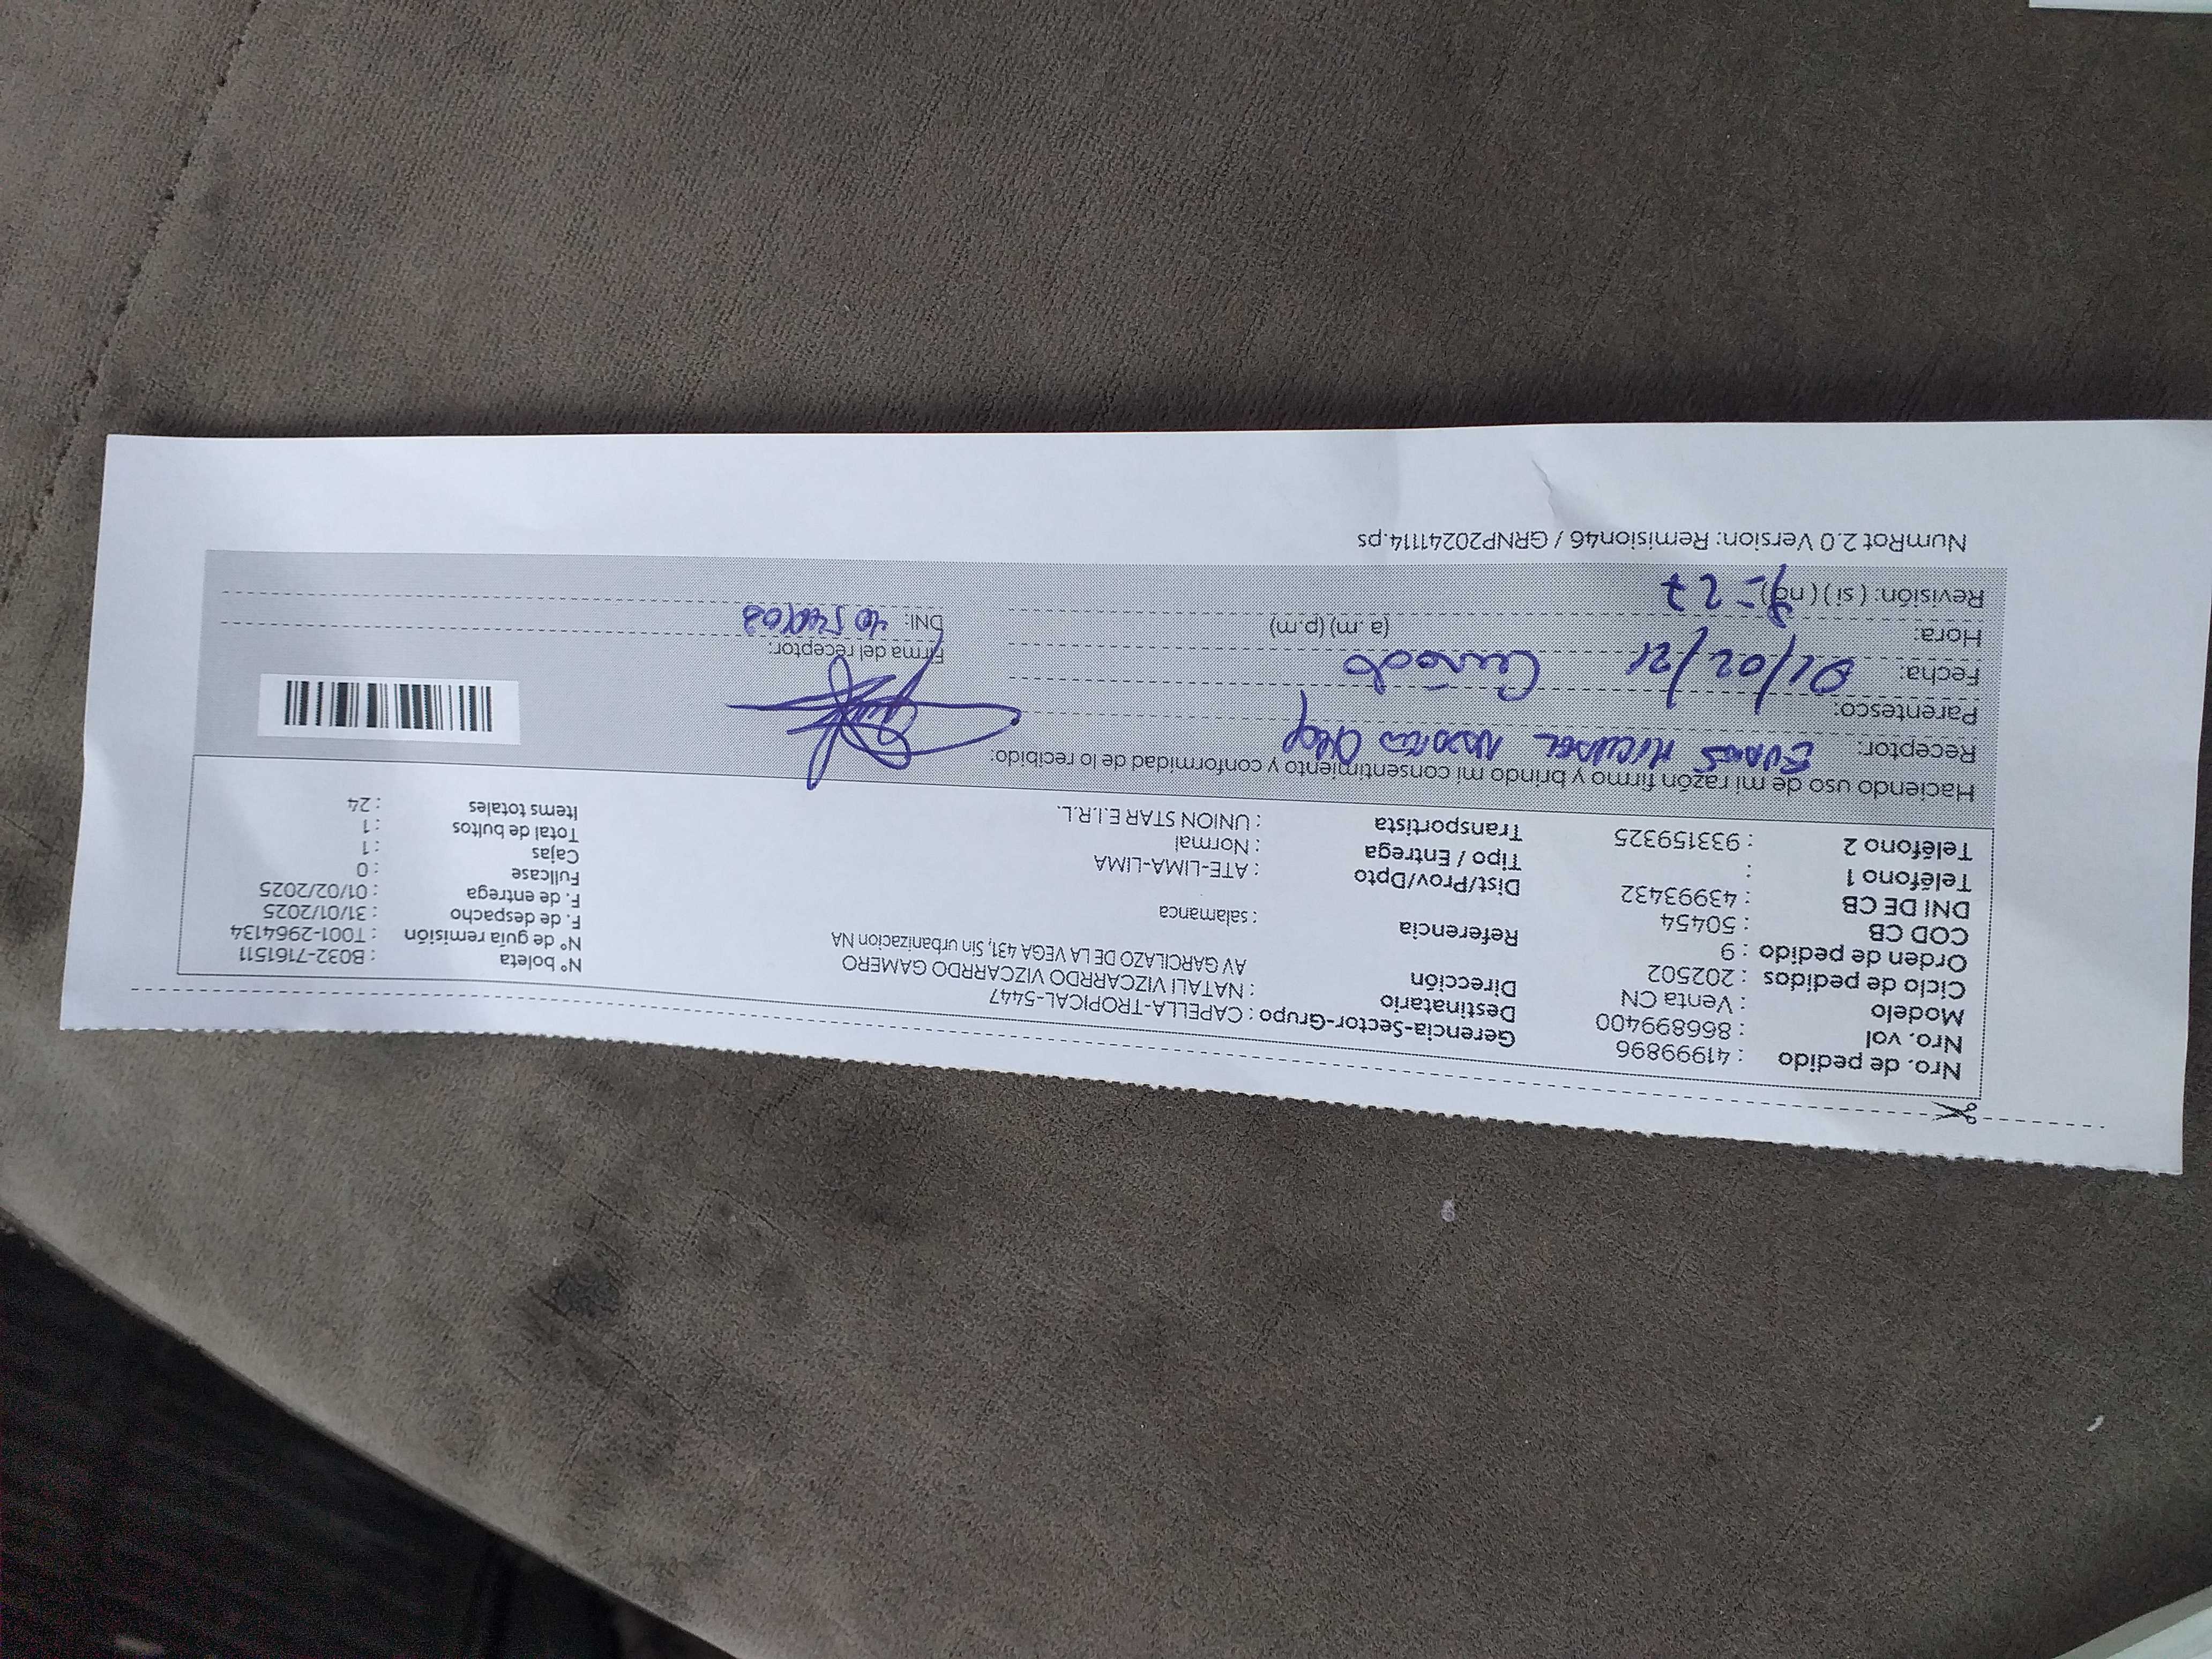 Nro. de pedido : 41999896
Nro. vol : 866899400
Modelo : Venta CN
Ciclo de pedidos : 202502
Orden de pedido : 9
COD CB : 50454
DNI DE CB : 43993432
Teléfono 1 :
Teléfono 2 : 933159325
Gerencia-Sector-Grupo : CAPELLA-TROPICAL-5447
Destinatario : NATALI VIZCARRDO VIZCARRDO GAMERO
Dirección AV GARCILAZO DE LA VEGA 431, Sin urbanizacion NA
Referencia : salamanca
Dist/Prov/Dpto : ATE-LIMA-LIMA
Tipo / Entrega : Normal
Transportista : UNION STAR E.I.R.L.
N° boleta : B032-7161511
N° de guía remisión : T001-2964134
F. de despacho : 31/01/2025
F. de entrega : 01/02/2025
Fullcase : 0
Cajas : 1
Total de bultos : 1
Items totales : 24
Haciendo uso de mi razón firmo y brindo mi consentimiento y conformidad de lo recibido:
Receptor:
Parentesco: Cuñado
Fecha: 01/02/25
Hora: (a.m) (p.m)
Revisión: ( si ) ( no )
Firma del receptor:
DNI:
NumRot 2.0 Version: Remision46 / GRNP20241114.ps